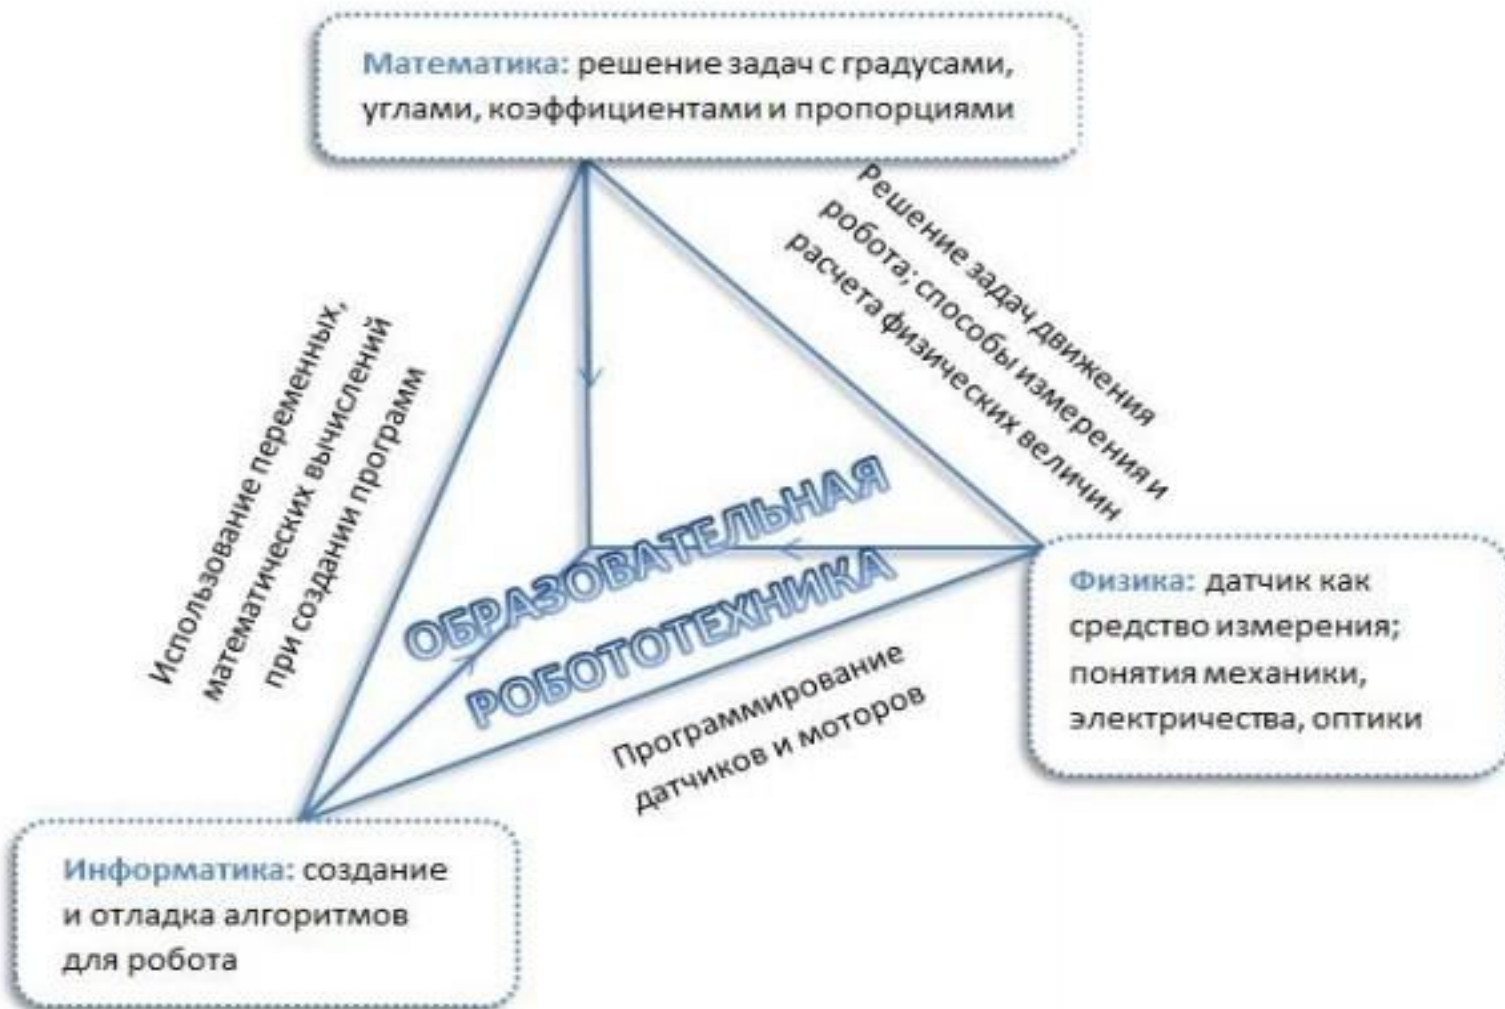 Математика: решение задач с градусами,
углами, коэффициентами и пропорциями
Решение задач движения
робота; способы измерения и
расчета физических величин
Использование переменных,
математических вычислений
при создании программ
ОБРАЗОВАТЕЛЬНАЯ
РОБОТОТЕХНИКА
Физика: датчик как
средство измерения;
понятия механики,
электричества, оптики
Программирование
датчиков и моторов
Информатика: создание
и отладка алгоритмов
для робота